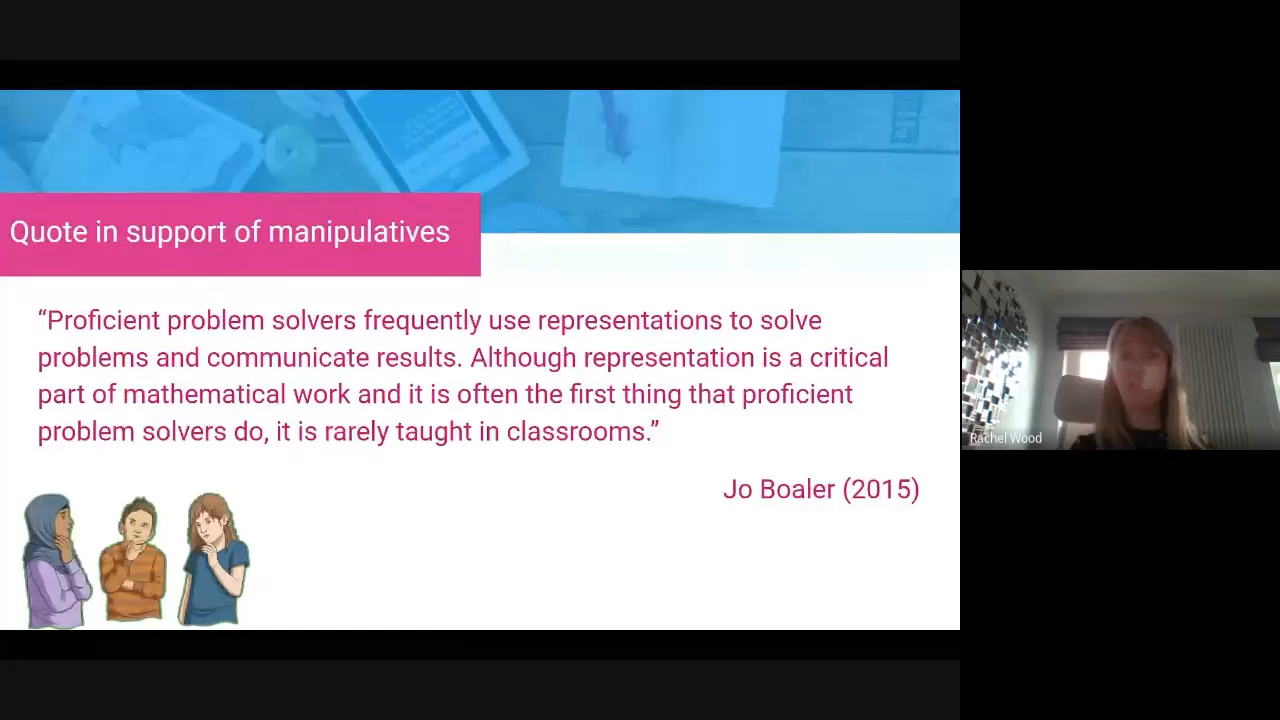 Quote in support of manipulatives
“Proficient problem solvers frequently use representations to solve
problems and communicate results. Although representation is a critical
part of mathematical work and it is often the first thing that proficient
problem solvers do, it is rarely taught in classrooms.”
Jo Boaler (2015)
Rachel Wood